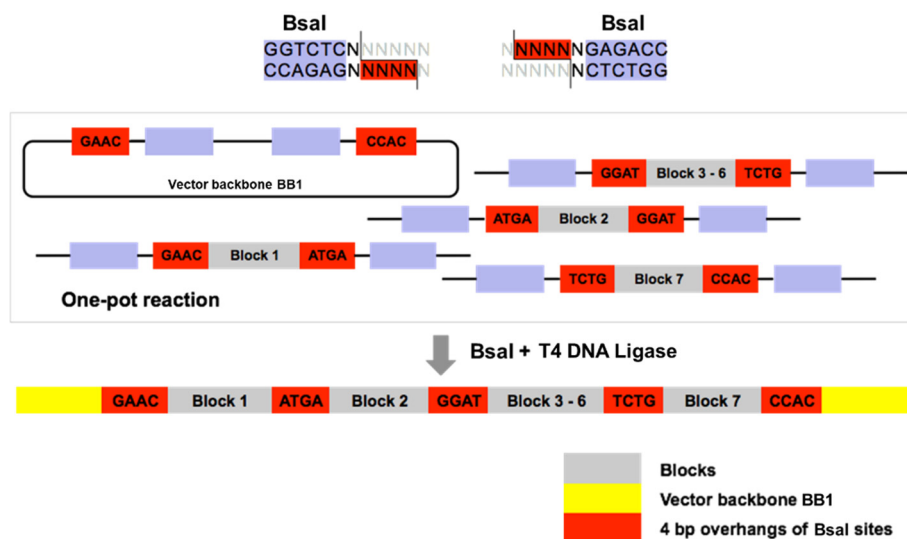 BsaI BsaI
GGTCTCNNNNNN NNNNNNGAGACC
CCAGAGNNNNNN NNNNNNCTCTGG
GAAC CCAC
Vector backbone BB1
GGAT Block 3 - 6 TCTG
ATGA Block 2 GGAT
GAAC Block 1 ATGA
TCTG Block 7 CCAC
One-pot reaction
BsaI + T4 DNA Ligase
GAAC Block 1 ATGA Block 2 GGAT Block 3 - 6 TCTG Block 7 CCAC
Blocks
Vector backbone BB1
4 bp overhangs of BsaI sites